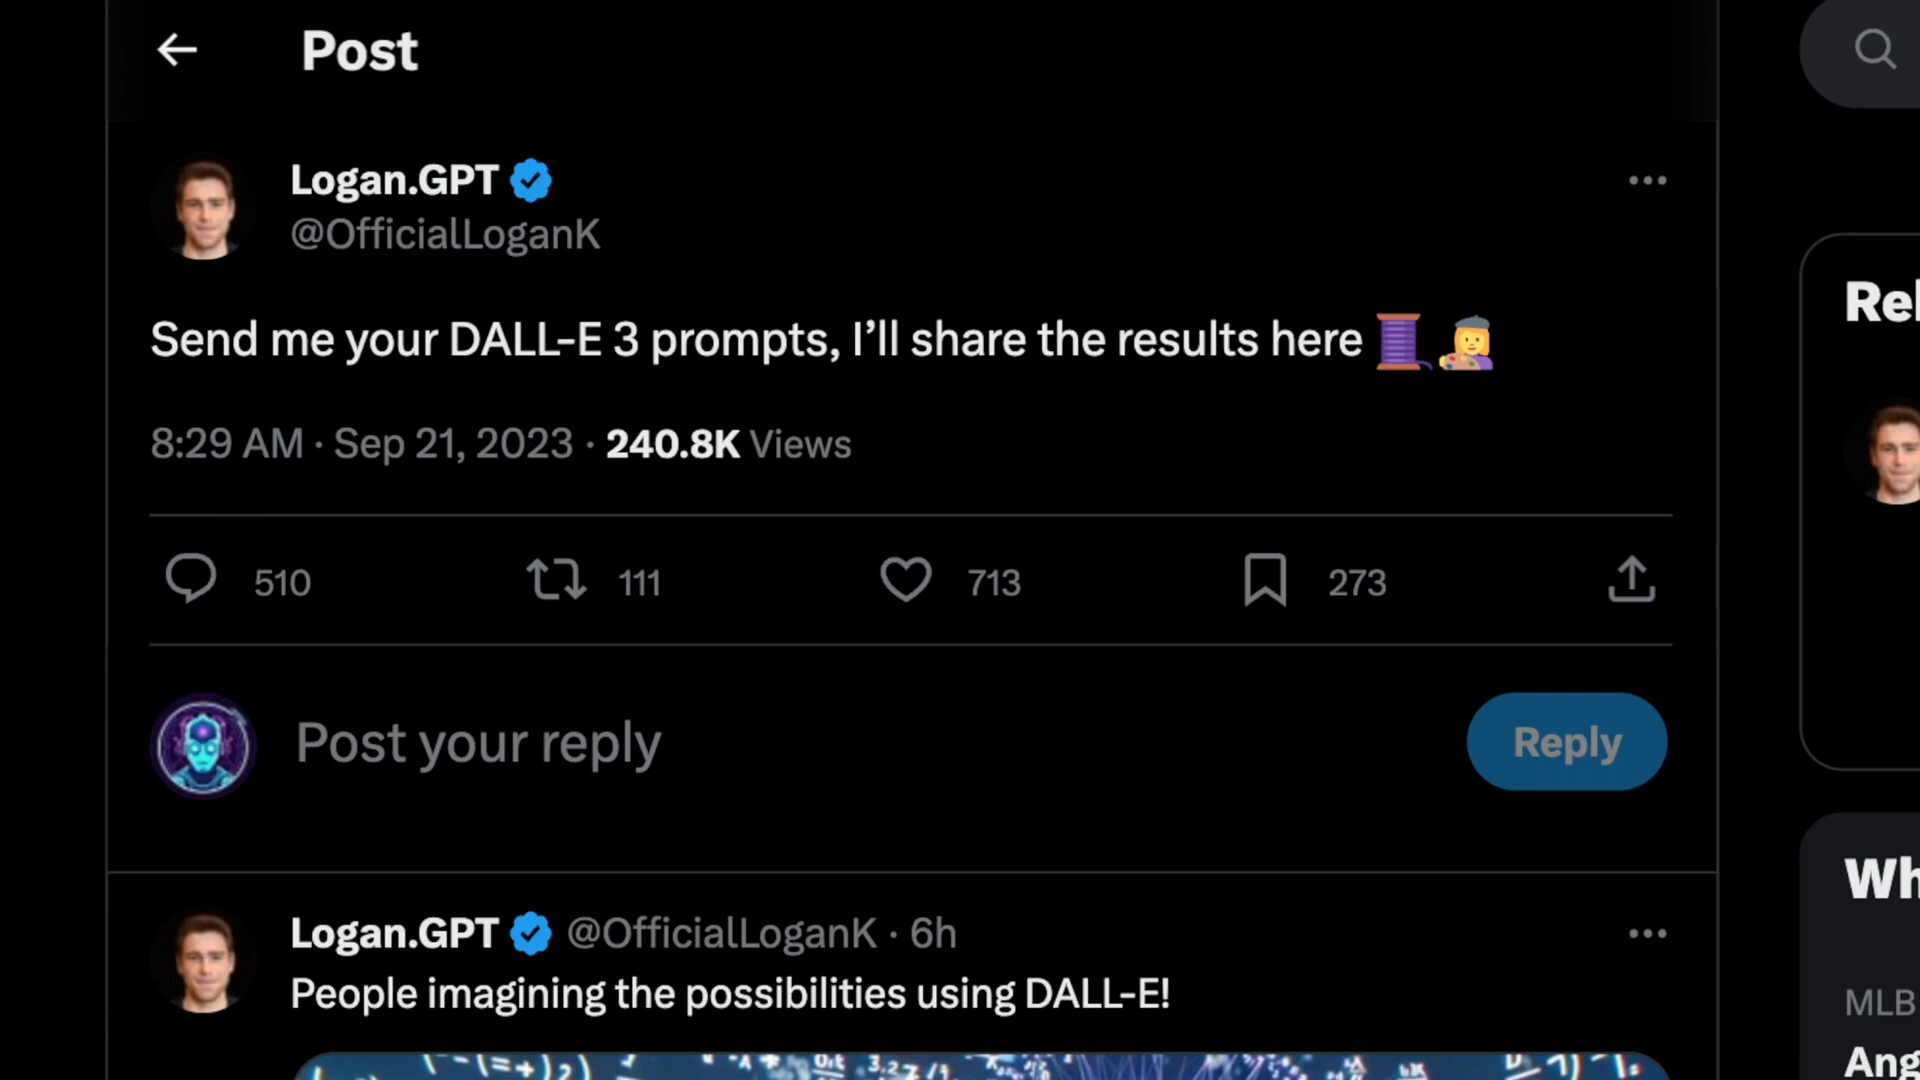 Post
Logan.GPT
@OfficialLoganK
Send me your DALL-E 3 prompts, I’ll share the results here 🧵👩‍🎨
8:29 AM · Sep 21, 2023 · 240.8K Views
510 111 713 273
Post your reply
Reply
Logan.GPT @OfficialLoganK · 6h
People imagining the possibilities using DALL-E!
Rel
Wh
MLB
Ang